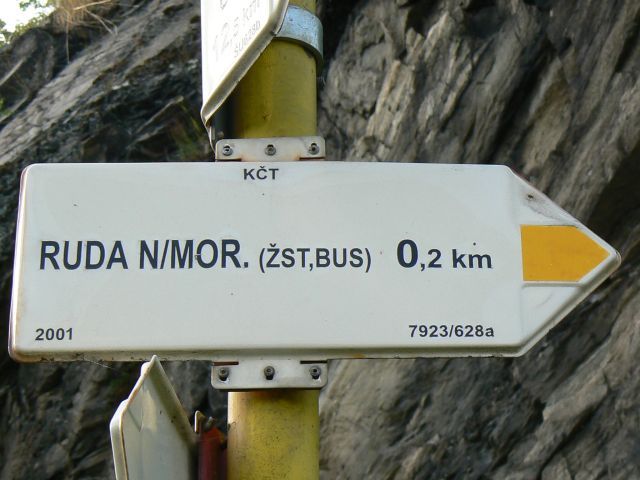 KČT
RUDA N/MOR. (ŽST,BUS) 0,2 km
2001 7923/628a